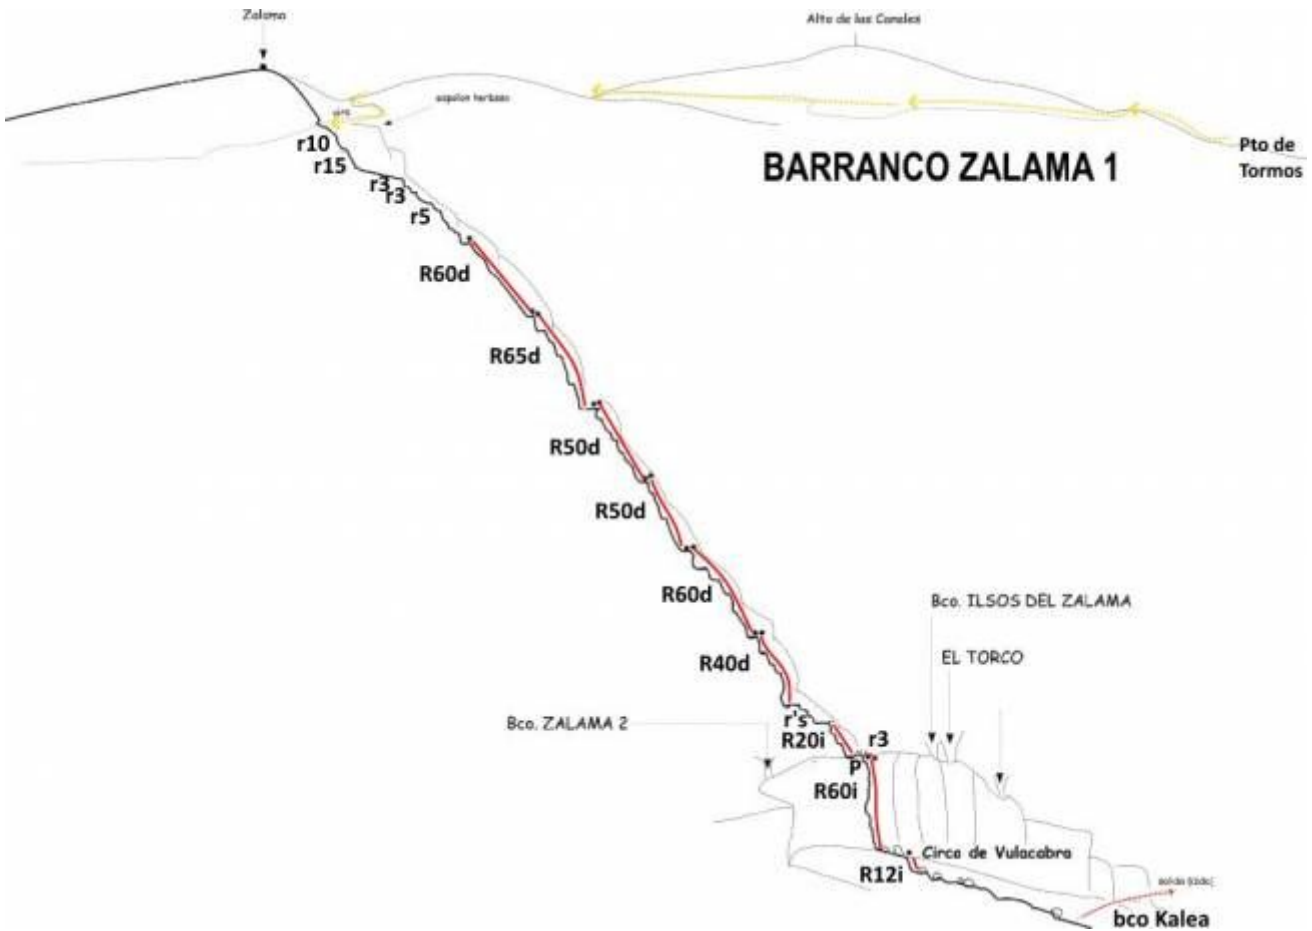 Zalama
Alto de los Canales
espolon herboso
BARRANCO ZALAMA 1
Pto de
Tormos
r10
r15
r3
r3
r5
R60d
R65d
R50d
R50d
R60d
R40d
Bco. ILSOS DEL ZALAMA
EL TORCO
Bco. ZALAMA 2
r's
R20i
r3
P
R60i
Circo de Vulacabra
R12i
bco Kalea